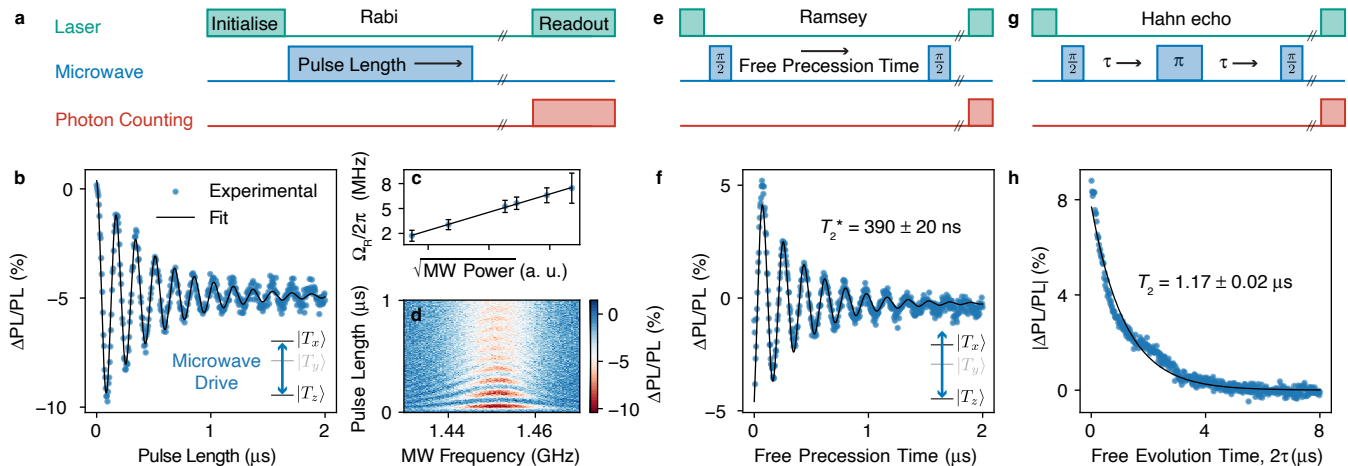 a
Rabi
Laser
Initialise
Readout
Microwave
Pulse Length →
Photon Counting
e
Ramsey
π/2
Free Precession Time
π/2
g
Hahn echo
π/2
τ →
π
τ →
π/2
b
0
−5
−10
ΔPL/PL (%)
Experimental
Fit
Microwave
Drive
|Tx⟩
|Ty⟩
|Tz⟩
0
1
2
Pulse Length (μs)
c
8
5
2
Ω_R/2π (MHz)
√MW Power (a. u.)
d
1
0
Pulse Length (μs)
1.44
1.46
MW Frequency (GHz)
0
−5
−10
ΔPL/PL (%)
f
5
0
−5
ΔPL/PL (%)
T₂* = 390 ± 20 ns
|Tx⟩
|Ty⟩
|Tz⟩
0
1
2
Free Precession Time (μs)
h
8
4
0
|ΔPL/PL| (%)
T₂ = 1.17 ± 0.02 μs
0
4
8
Free Evolution Time, 2τ (μs)